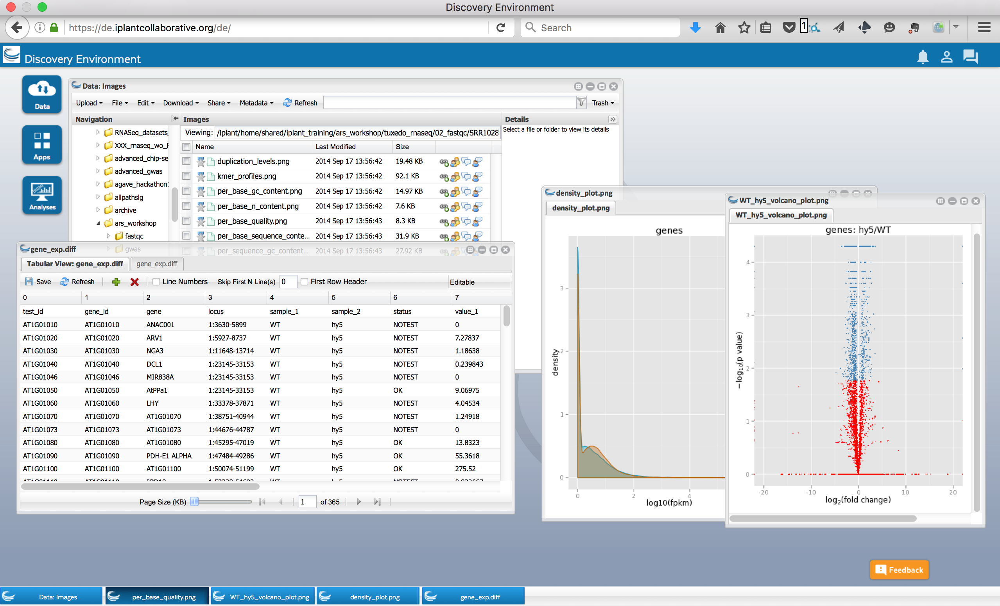 Discovery Environment
https://de.iplantcollaborative.org/de/
Search
1
Discovery Environment
Data
Apps
Analyses
Data: Images
Upload File Edit Download Share Metadata Refresh Trash
Navigation
RNASeq_datasets_
XXX_rnaseq_wo_
advanced_chip-se
advanced_gwas
agave_hackathon
allpathslg
archive
ars_workshop
fastqc
gwas
Images
Viewing: /iplant/home/shared/iplant_training/ars_workshop/tuxedo_rnaseq/02_fastqc/SRR1028
Name Last Modified Size
duplication_levels.png 2014 Sep 17 13:56:42 19.48 KB
kmer_profiles.png 2014 Sep 17 13:56:42 92.1 KB
per_base_gc_content.png 2014 Sep 17 13:56:42 14.97 KB
per_base_n_content.png 2014 Sep 17 13:56:42 7.6 KB
per_base_quality.png 2014 Sep 17 13:56:43 8.3 KB
per_base_sequence_conte... 2014 Sep 17 13:56:43 31.9 KB
per_sequence_gc_content... 2014 Sep 17 13:56:43 27.92 KB
Details
Select a file or folder to view its details
gene_exp.diff
Tabular View: gene_exp.diff gene_exp.diff
Save Refresh Line Numbers Skip First N Line(s) 0 First Row Header Editable
0 1 2 3 4 5 6 7
test_id gene_id gene locus sample_1 sample_2 status value_1
AT1G01010 AT1G01010 ANAC001 1:3630-5899 WT hy5 NOTEST 0
AT1G01020 AT1G01020 ARV1 1:5927-8737 WT hy5 NOTEST 7.27837
AT1G01030 AT1G01030 NGA3 1:11648-13714 WT hy5 NOTEST 1.18638
AT1G01040 AT1G01040 DCL1 1:23145-33153 WT hy5 NOTEST 0.239843
AT1G01046 AT1G01046 MIR838A 1:23145-33153 WT hy5 NOTEST 0
AT1G01050 AT1G01050 AtPPa1 1:23145-33153 WT hy5 OK 9.06975
AT1G01060 AT1G01060 LHY 1:33378-37871 WT hy5 NOTEST 4.04534
AT1G01070 AT1G01070 AT1G01070 1:38751-40944 WT hy5 NOTEST 1.24918
AT1G01073 AT1G01073 AT1G01073 1:44676-44787 WT hy5 NOTEST 0
AT1G01080 AT1G01080 AT1G01080 1:45295-47019 WT hy5 OK 13.8323
AT1G01090 AT1G01090 PDH-E1 ALPHA 1:47484-49286 WT hy5 OK 55.3618
AT1G01100 AT1G01100 AT1G01100 1:50074-51199 WT hy5 OK 275.52
Page Size (KB) 1 of 365
density_plot.png
density_plot.png
genes
density
3
2
1
0
0 2 4
log10(fpkm)
WT_hy5_volcano_plot.png
WT_hy5_volcano_plot.png
genes: hy5/WT
−log10(p value)
4
3
2
1
0
-20 -10 0 10 20
log2(fold change)
Feedback
Data: Images per_base_quality.png WT_hy5_volcano_plot.png density_plot.png gene_exp.diff